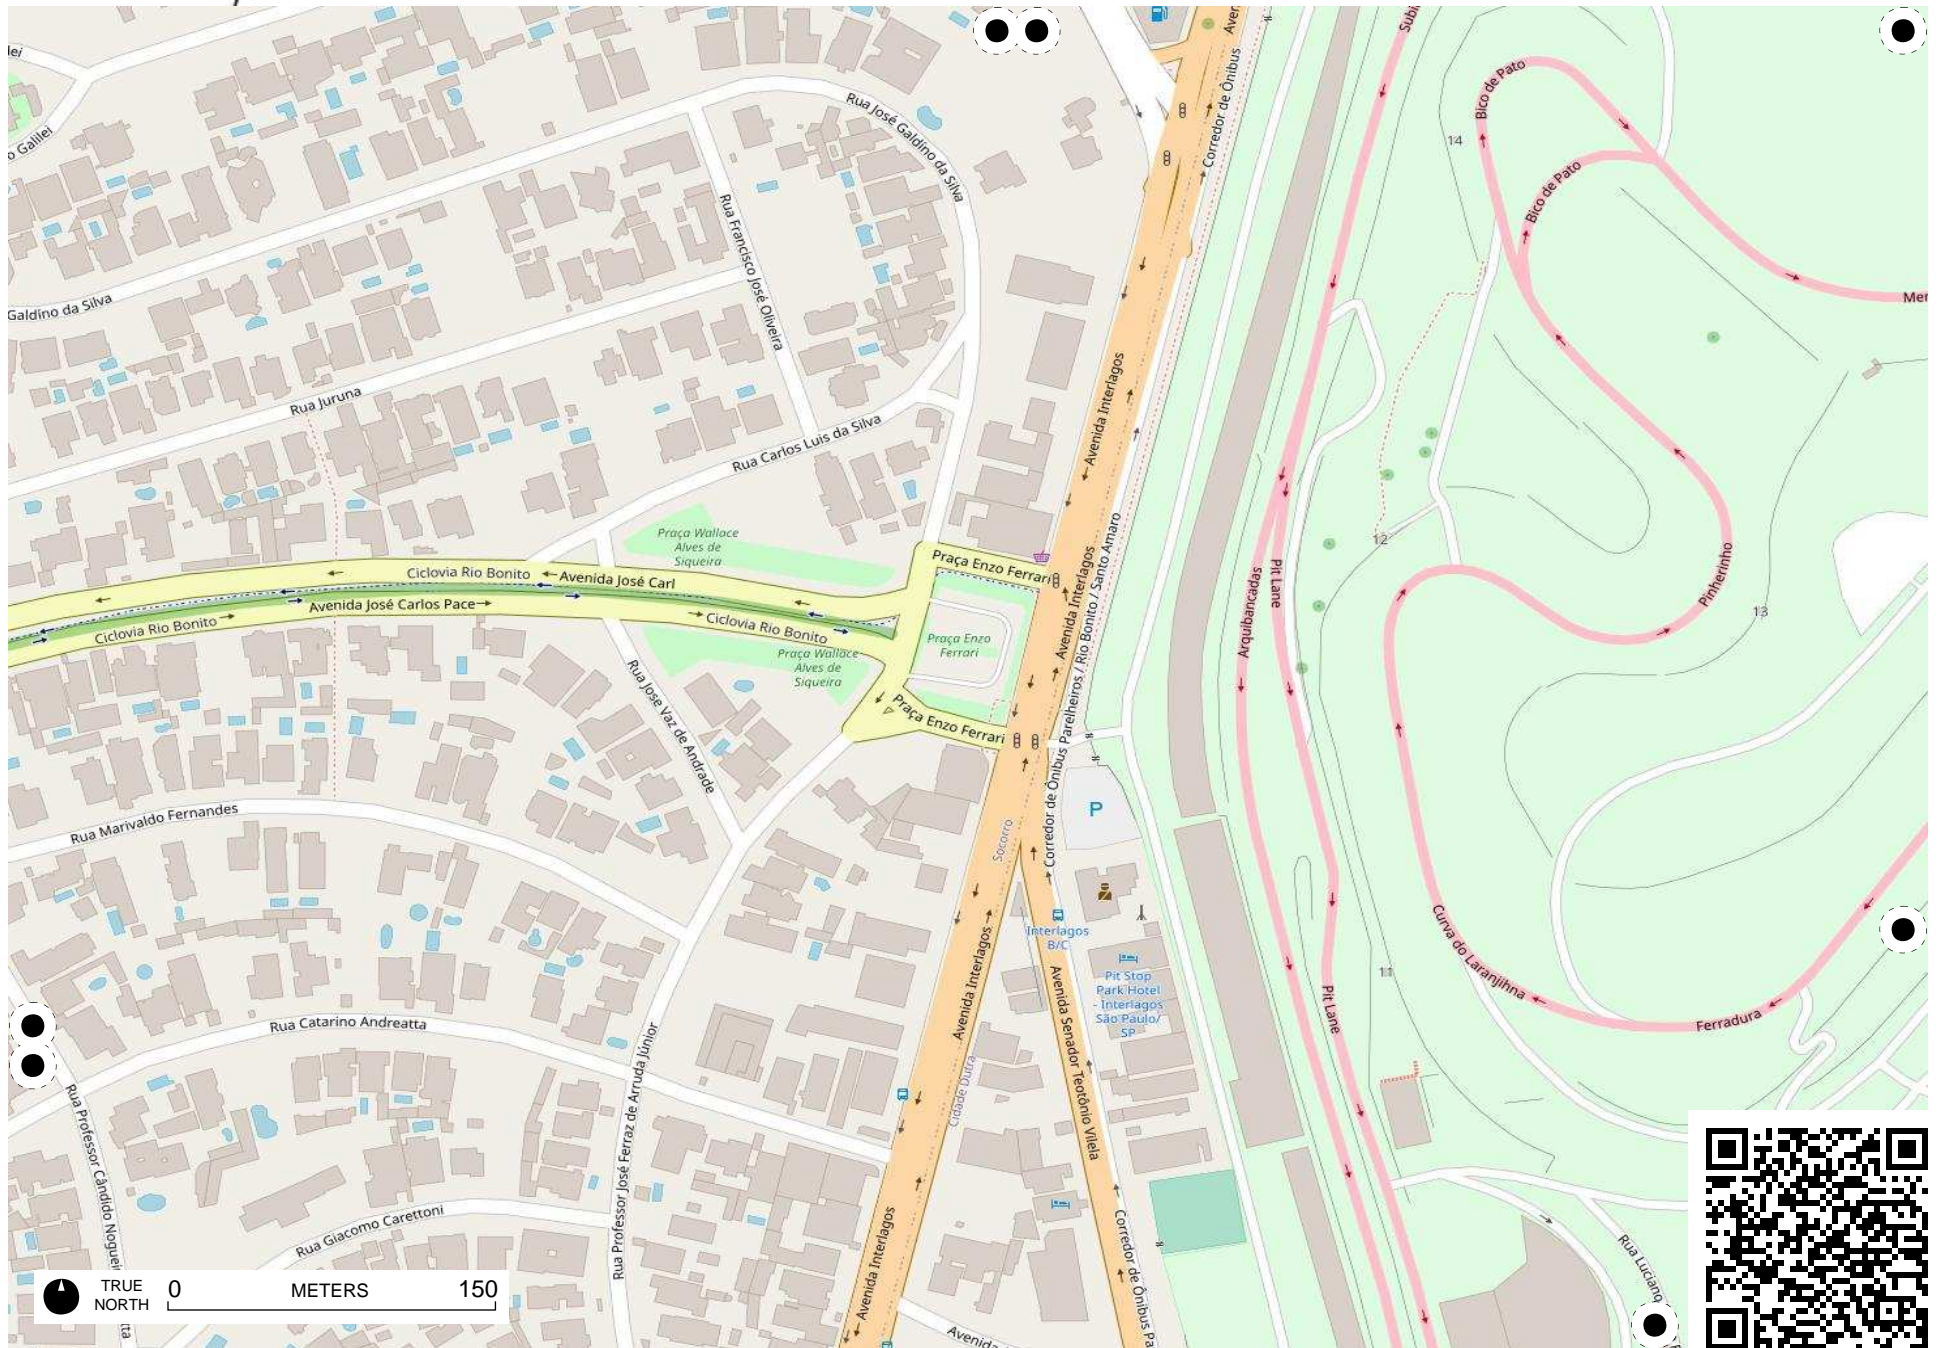 lei
o Galilei
Rua José Galdino da Silva
Rua Francisco José Oliveira
Galdino da Silva
Rua Juruna
Rua Carlos Luis da Silva
Corredor de Ônibus
Avenida Interlagos
Bico de Pato
Bico de Pato
14
Praça Wallace
Alves de
Siqueira
Praça Enzo Ferrari
Ciclovia Rio Bonito
Avenida José Carl
Avenida José Carlos Pace
Ciclovia Rio Bonito
Ciclovia Rio Bonito
Praça Enzo
Ferrari
Praça Wallace
Alves de
Siqueira
Praça Enzo Ferrari
Avenida Interlagos
Corredor de Ônibus Parelheiros / Rio Bonito / Santo Amaro
Arquibancadas
Pit Lane
12
Pinheirinho
13
Rua Jose Vaz de Andrade
Rua Marivaldo Fernandes
Socorro
P
Interlagos
B/C
Pit Stop
Park Hotel
- Interlagos
São Paulo/
SP
Avenida Interlagos
Avenida Senador Teotônio Vilela
Cidade Dutra
Pit Lane
11
Curva do Laranjihna
Ferradura
Rua Catarino Andreatta
Rua Professor José Ferraz de Arruda Júnior
Rua Professor Cândido Nogueir
Rua Giacomo Carettoni
Avenida Interlagos
Corredor de Ônibus Pa
Rua Luciano
Avenida
tta
TRUE
NORTH
0 METERS 150